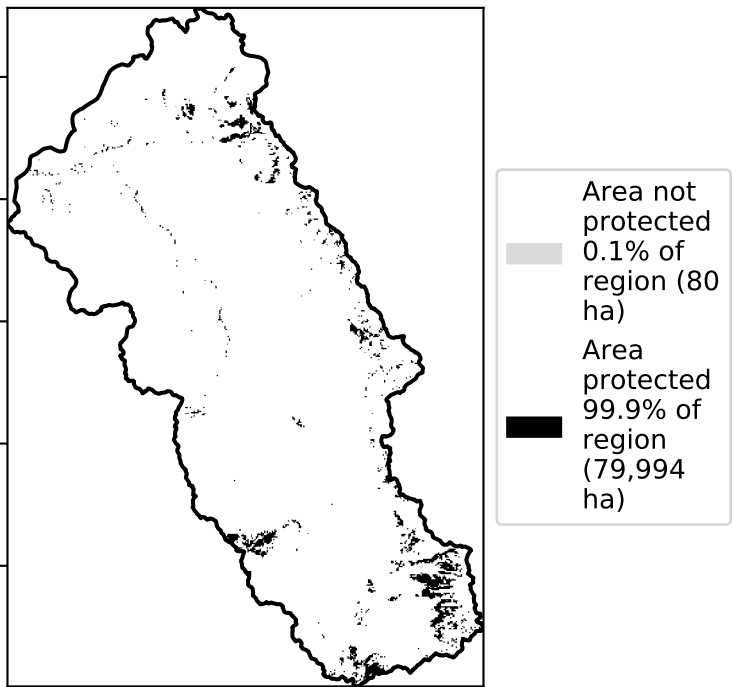 Area not
protected
0.1% of
region (80
ha)
Area
protected
99.9% of
region
(79,994
ha)